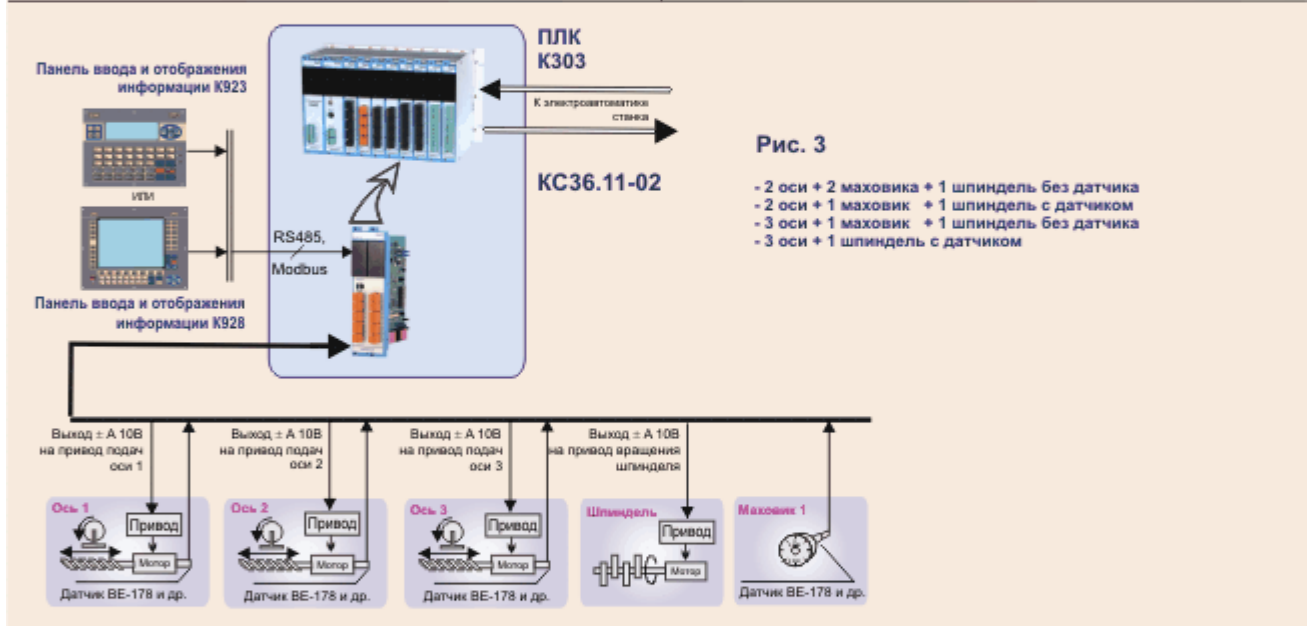 Панель ввода и отображения
информации К923
или
Панель ввода и отображения
информации К928
RS485,
Modbus
ПЛК
К303
К электроавтоматике
станка
КС36.11-02
Рис. 3
- 2 оси + 2 маховика + 1 шпиндель без датчика
- 2 оси + 1 маховик + 1 шпиндель с датчиком
- 3 оси + 1 маховик + 1 шпиндель без датчика
- 3 оси + 1 шпиндель с датчиком
Выход ± А 10В
на привод подач
оси 1
Выход ± А 10В
на привод подач
оси 2
Выход ± А 10В
на привод подач
оси 3
Выход ± А 10В
на привод вращения
шпинделя
Ось 1
Привод
Мотор
Датчик ВЕ-178 и др.
Ось 2
Привод
Мотор
Датчик ВЕ-178 и др.
Ось 3
Привод
Мотор
Датчик ВЕ-178 и др.
Шпиндель
Привод
Мотор
Маховик 1
Датчик ВЕ-178 и др.